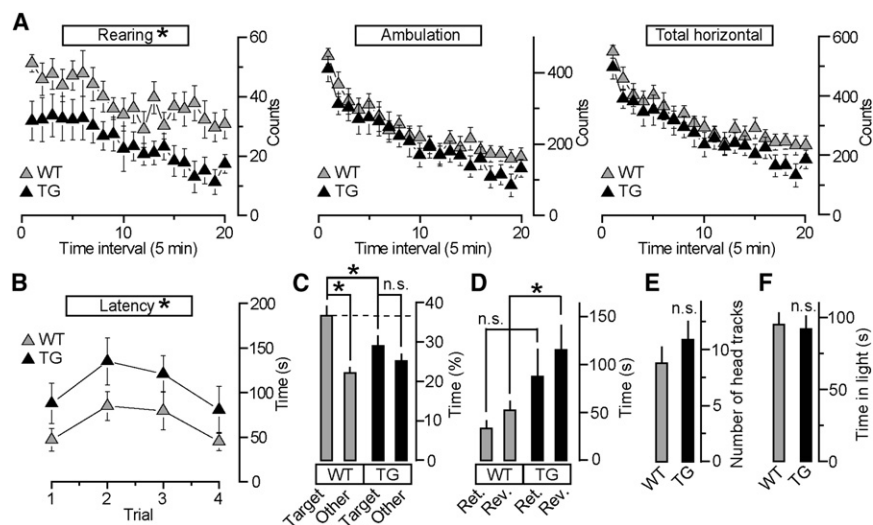 A
Rearing *
60
40
20
0
Counts
WT
TG
0 10 20
Time interval (5 min)
Ambulation
400
200
0
Counts
WT
TG
0 10 20
Time interval (5 min)
Total horizontal
600
400
200
0
Counts
WT
TG
0 10 20
Time interval (5 min)
B
Latency *
WT
TG
200
150
100
50
0
Time (s)
1 2 3 4
Trial
C
*
* n.s.
40
30
20
10
0
Time (%)
WT TG
Target Other Target Other
D
*
n.s.
150
100
50
0
Time (s)
WT TG
Ret. Rev. Ret. Rev.
E
n.s.
10
5
0
Number of head tracks
WT TG
F
n.s.
100
50
0
Time in light (s)
WT TG